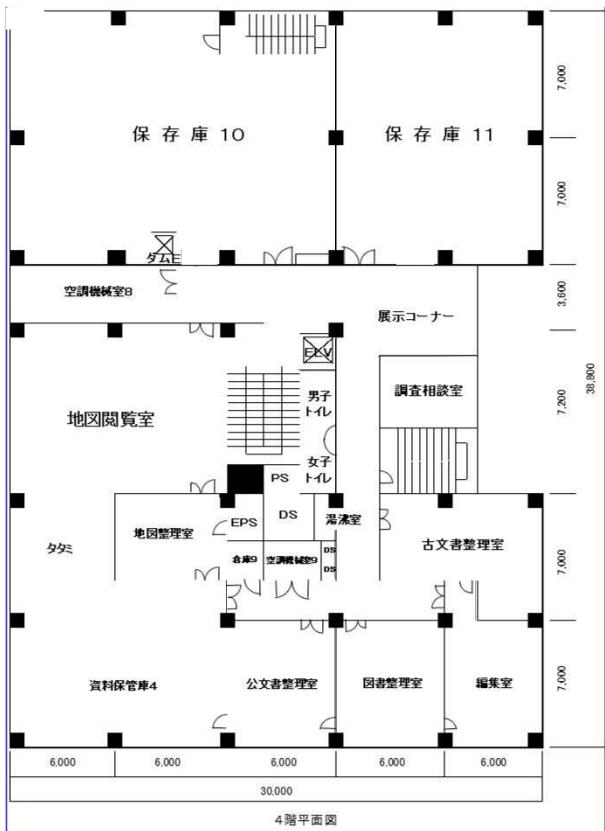 保存庫 10
保存庫 11
7,000
7,000
ダムE
空調機械室8
展示コーナー
3,600
ELV
38,800
調査相談室
男子
トイレ
7,200
地図閲覧室
女子
トイレ
PS
DS
EPS
湯沸室
地図整理室
古文書整理室
タタミ
倉庫9
空調機械室9
DS
DS
7,000
資料保管庫4
公文書整理室
図書整理室
編集室
7,000
6,000
6,000
6,000
6,000
6,000
30,000
4階平面図